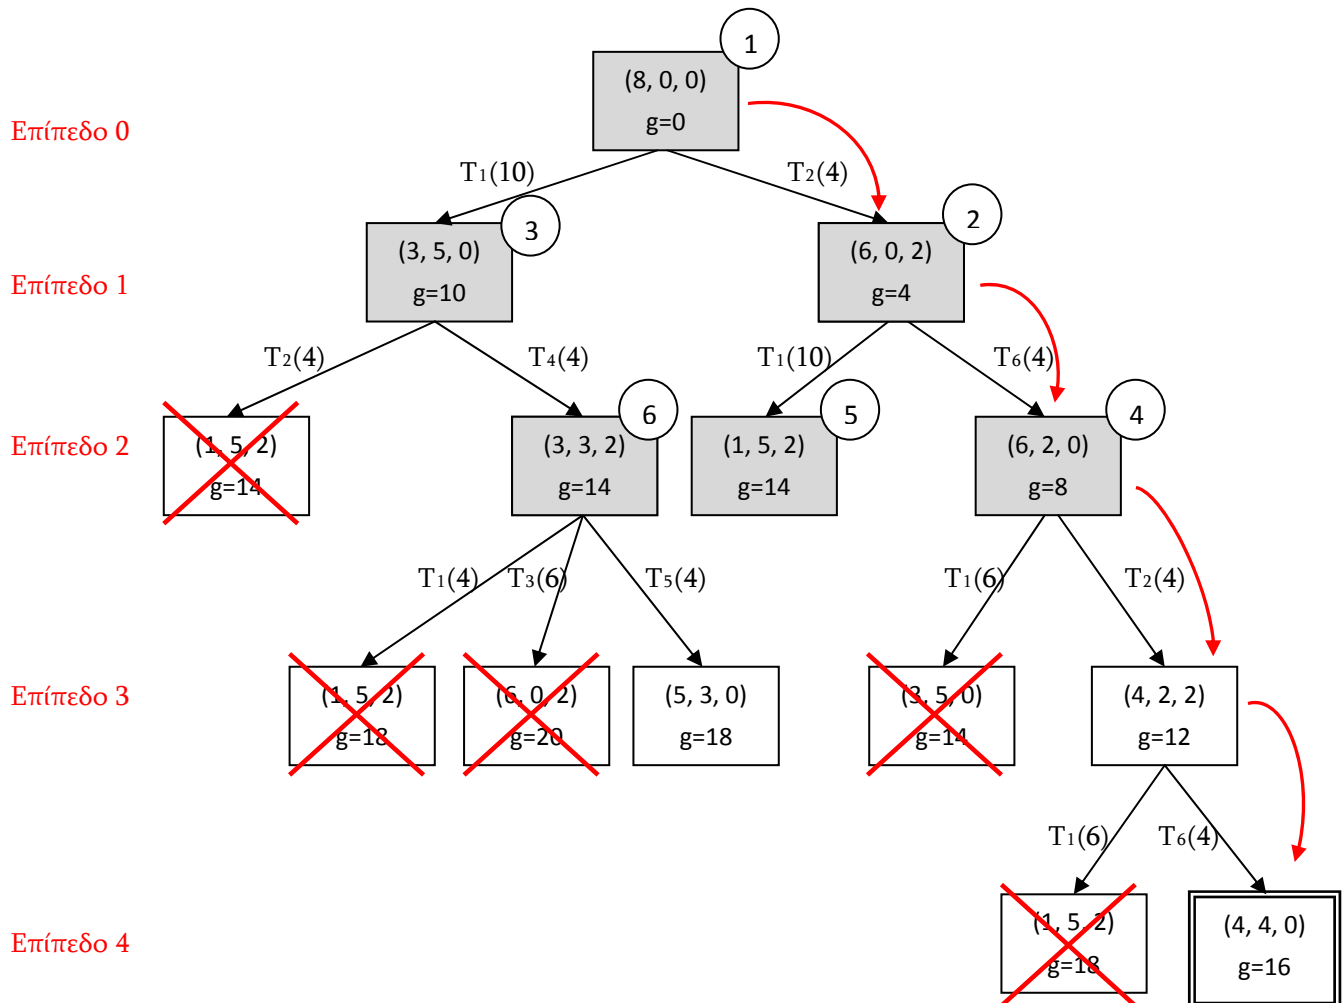 1
(8, 0, 0)
g=0
Επίπεδο 0
T1(10)
T2(4)
3
2
(3, 5, 0)
g=10
(6, 0, 2)
g=4
Επίπεδο 1
T2(4)
T4(4)
T1(10)
T6(4)
6
5
4
Επίπεδο 2
(1, 5, 2)
g=14
(3, 3, 2)
g=14
(1, 5, 2)
g=14
(6, 2, 0)
g=8
T1(4)
T3(6)
T5(4)
T1(6)
T2(4)
Επίπεδο 3
(1, 5, 2)
g=18
(6, 0, 2)
g=20
(5, 3, 0)
g=18
(3, 5, 0)
g=14
(4, 2, 2)
g=12
T1(6)
T6(4)
Επίπεδο 4
(1, 5, 2)
g=18
(4, 4, 0)
g=16